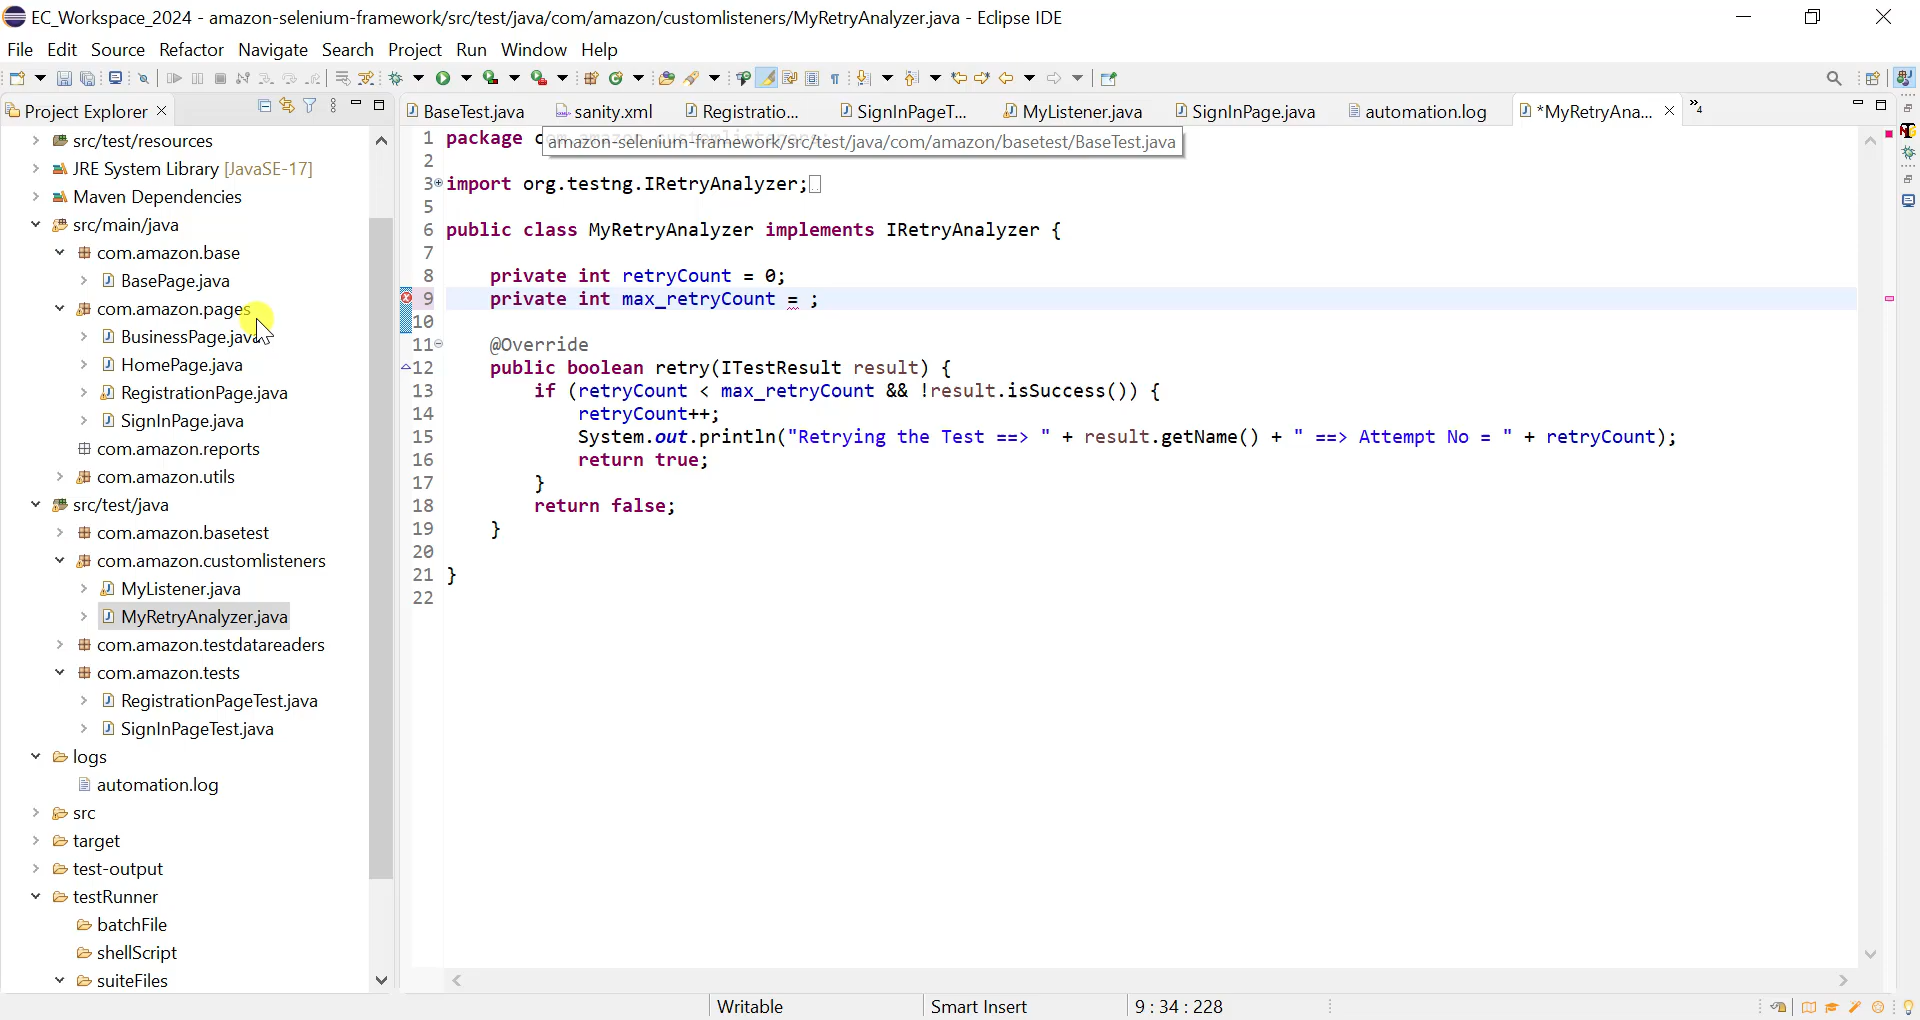 EC_Workspace_2024 - amazon-selenium-framework/src/test/java/com/amazon/customlisteners/MyRetryAnalyzer.java - Eclipse IDE
File Edit Source Refactor Navigate Search Project Run Window Help
Project Explorer
src/test/resources
JRE System Library [JavaSE-17]
Maven Dependencies
src/main/java
com.amazon.base
BasePage.java
com.amazon.pages
BusinessPage.java
HomePage.java
RegistrationPage.java
SignInPage.java
com.amazon.reports
com.amazon.utils
src/test/java
com.amazon.basetest
com.amazon.customlisteners
MyListener.java
MyRetryAnalyzer.java
com.amazon.testdatareaders
com.amazon.tests
RegistrationPageTest.java
SignInPageTest.java
logs
automation.log
src
target
test-output
testRunner
batchFile
shellScript
suiteFiles
BaseTest.java sanity.xml Registratio... SignInPageT... MyListener.java SignInPage.java automation.log *MyRetryAna... »4
1 package
amazon-selenium-framework/src/test/java/com/amazon/basetest/BaseTest.java
2
3 import org.testng.IRetryAnalyzer;
5
6 public class MyRetryAnalyzer implements IRetryAnalyzer {
7
8 private int retryCount = 0;
9 private int max_retryCount = ;
10
11 @Override
12 public boolean retry(ITestResult result) {
13 if (retryCount < max_retryCount && !result.isSuccess()) {
14 retryCount++;
15 System.out.println("Retrying the Test ==> " + result.getName() + " ==> Attempt No = " + retryCount);
16 return true;
17 }
18 return false;
19 }
20
21 }
22
Writable Smart Insert 9 : 34 : 228